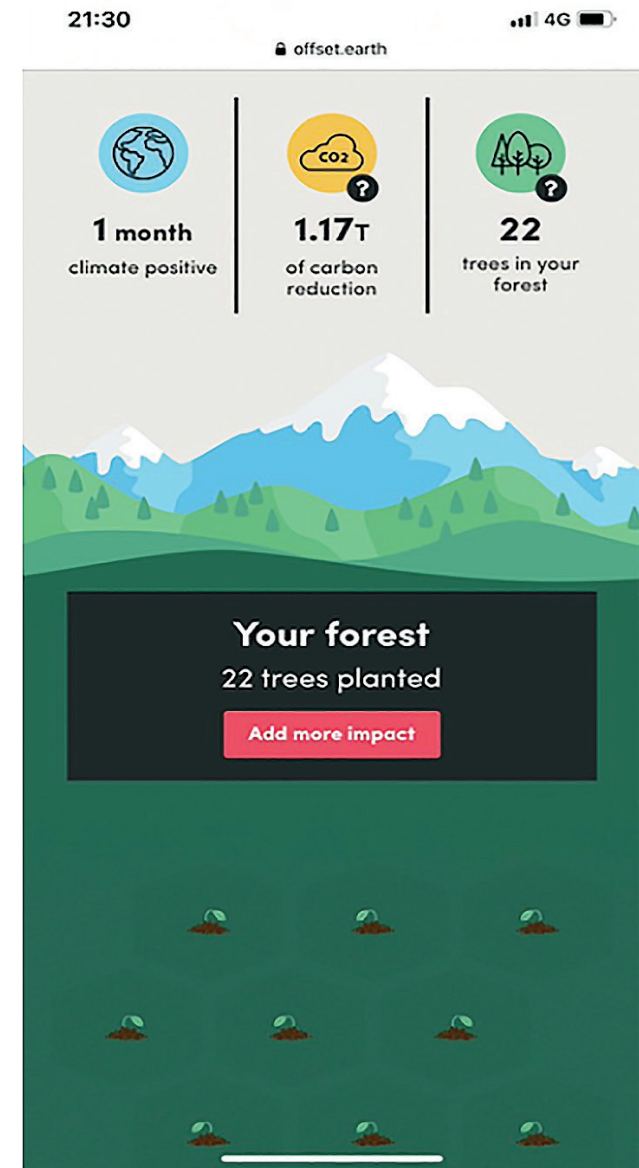 21:30
4G
offset.earth
CO2
?
?
1 month
climate positive
1.17T
of carbon
reduction
22
trees in your
forest
Your forest
22 trees planted
Add more impact